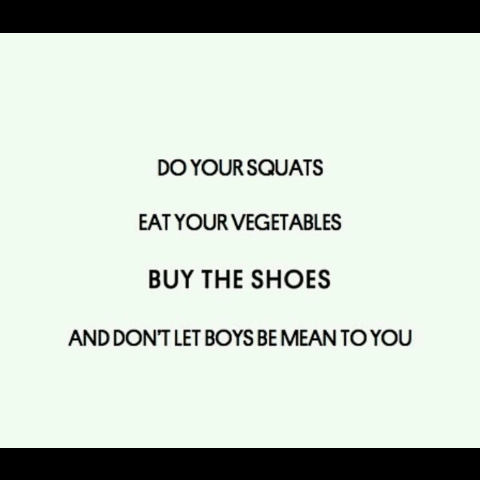 DO YOUR SQUATS
EAT YOUR VEGETABLES
BUY THE SHOES
AND DON'T LET BOYS BE MEAN TO YOU